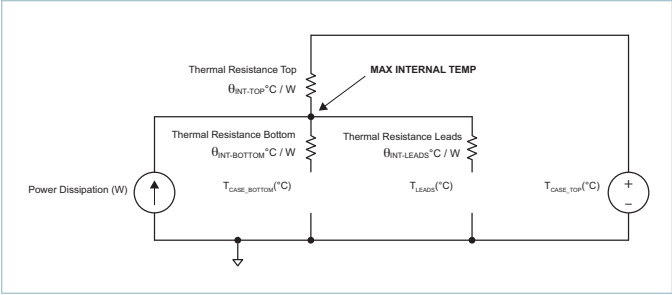 Thermal Resistance Top
θINT-TOP°C / W
MAX INTERNAL TEMP
Thermal Resistance Bottom
θINT-BOTTOM°C / W
Thermal Resistance Leads
θINT-LEADS°C / W
Power Dissipation (W)
TCASE_BOTTOM(°C)
TLEADS(°C)
TCASE_TOP(°C)
+
–